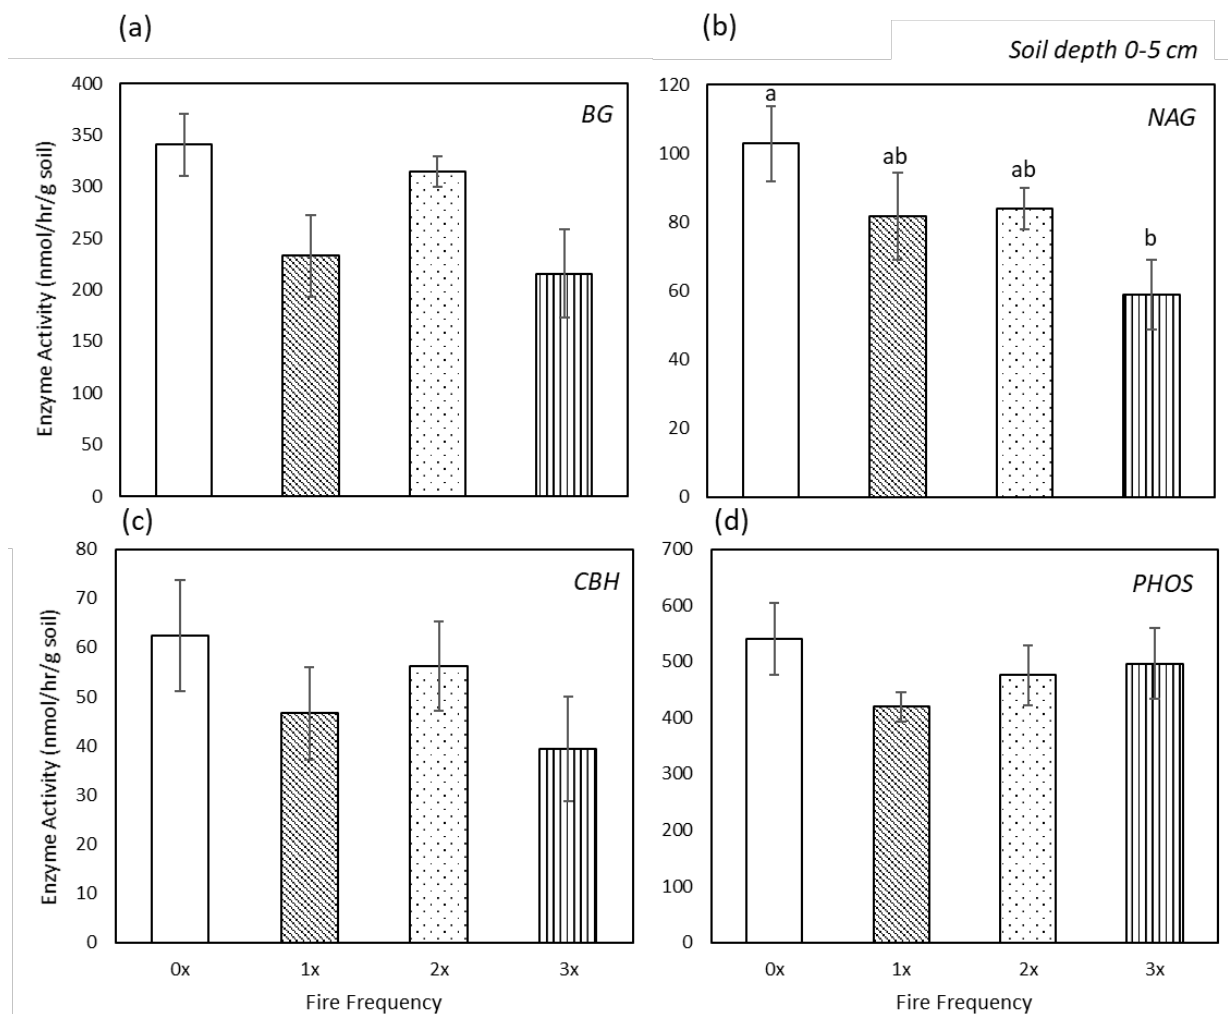 (a)
(b)
Soil depth 0-5 cm
BG
Enzyme Activity (nmol/hr/g soil)
400
350
300
250
200
150
100
50
0
NAG
120
100
80
60
40
20
0
a
ab
ab
b
(c)
CBH
Enzyme Activity (nmol/hr/g soil)
80
70
60
50
40
30
20
10
0
0x 1x 2x 3x
Fire Frequency
(d)
PHOS
700
600
500
400
300
200
100
0
0x 1x 2x 3x
Fire Frequency